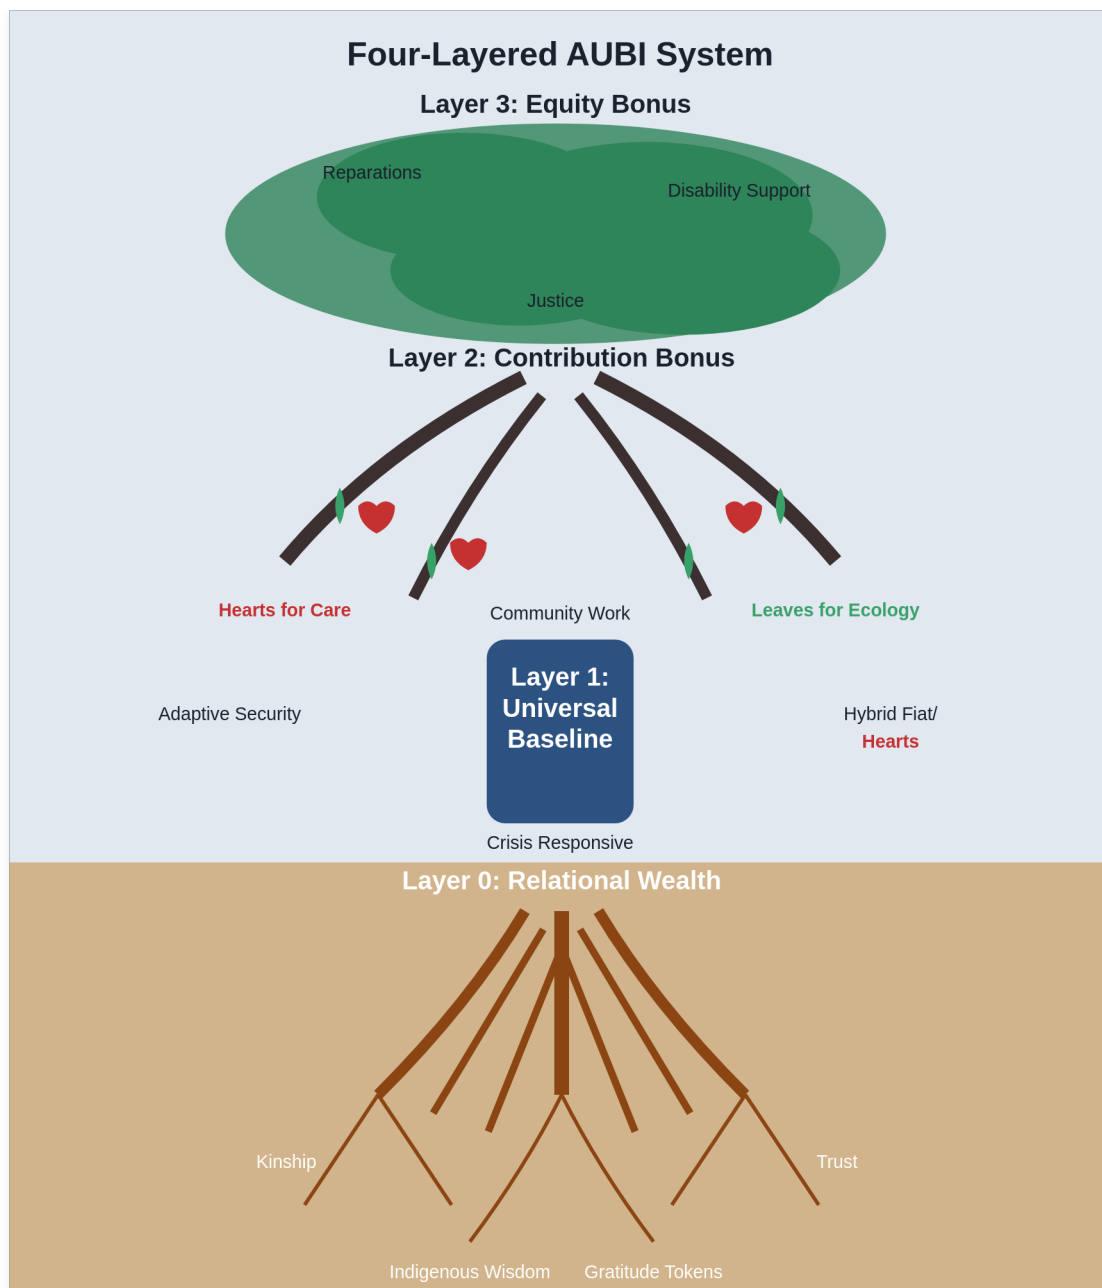 Four-Layered AUBI System
Layer 3: Equity Bonus
Reparations
Disability Support
Justice
Layer 2: Contribution Bonus
Hearts for Care
Community Work
Leaves for Ecology
Layer 1:
Universal
Baseline
Adaptive Security
Hybrid Fiat/
Hearts
Crisis Responsive
Layer 0: Relational Wealth
Kinship
Trust
Indigenous Wisdom
Gratitude Tokens